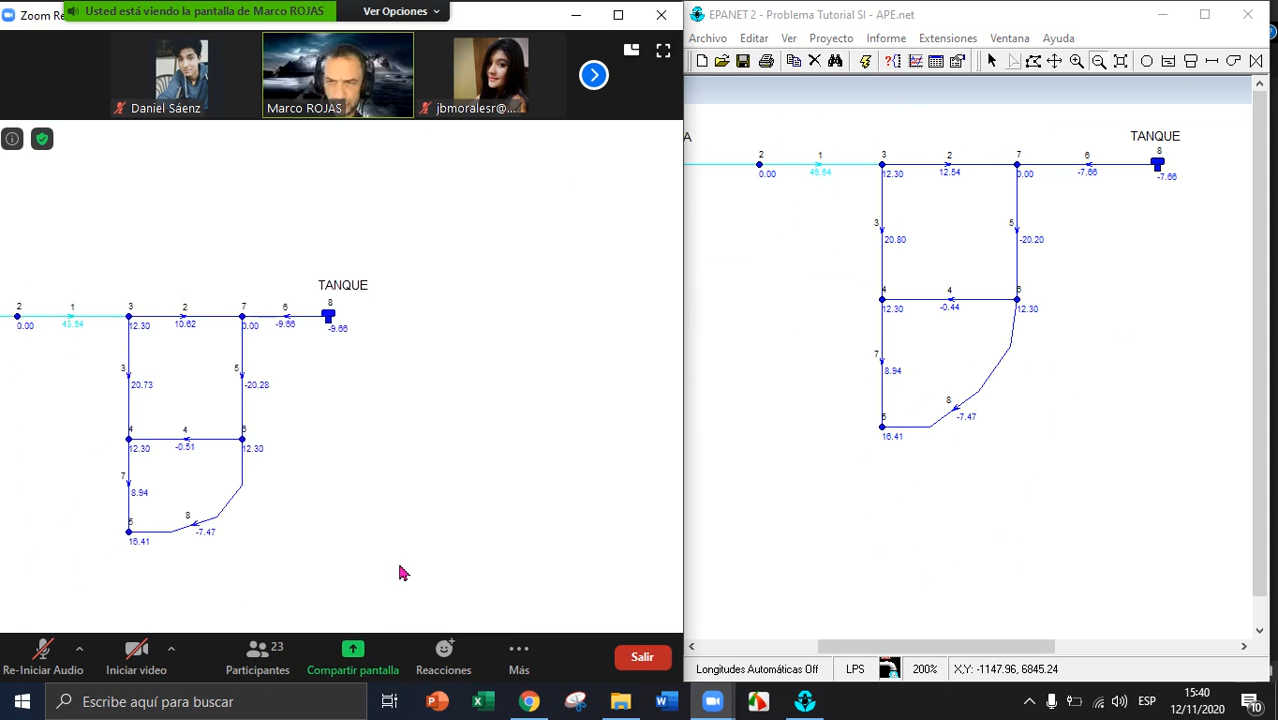 Zoom Re
Usted está viendo la pantalla de Marco ROJAS
Ver Opciones
Daniel Sáenz
Marco ROJAS
jbmoralesr@...
TANQUE
2 1 3 2 7 6 8
0.00 45.64 12.30 10.62 0.00 -9.66 -9.66
3 5
20.73 -20.28
4 4 6
12.30 -0.51 12.30
7
8.94
5 8
16.41 -7.47
Re-Iniciar Audio
Iniciar video
23
Participantes
Compartir pantalla
Reacciones
Más
Salir
EPANET 2 - Problema Tutorial SI - APE.net
Archivo Editar Ver Proyecto Informe Extensiones Ventana Ayuda
A
TANQUE
2 1 3 2 7 6 8
0.00 45.64 12.30 12.54 0.00 -7.66 -7.66
3 5
20.80 -20.20
4 4 6
12.30 -0.44 12.30
7
8.94
8
-7.47
5
16.41
Longitudes Automáticas Off LPS 200% X,Y: -1147.96, 6845.24
Escribe aquí para buscar
ESP
15:40
12/11/2020
10